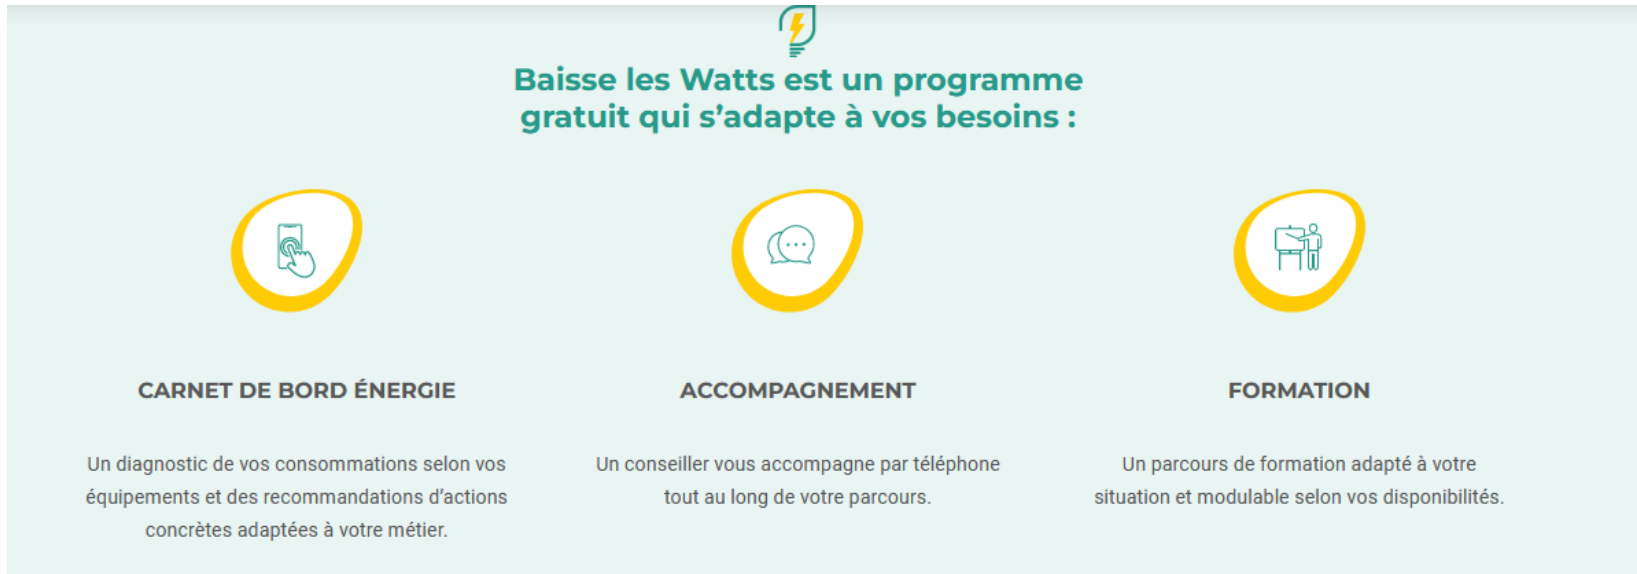 Baisse les Watts est un programme
gratuit qui s’adapte à vos besoins :
CARNET DE BORD ÉNERGIE
Un diagnostic de vos consommations selon vos
équipements et des recommandations d’actions
concrètes adaptées à votre métier.
ACCOMPAGNEMENT
Un conseiller vous accompagne par téléphone
tout au long de votre parcours.
FORMATION
Un parcours de formation adapté à votre
situation et modulable selon vos disponibilités.